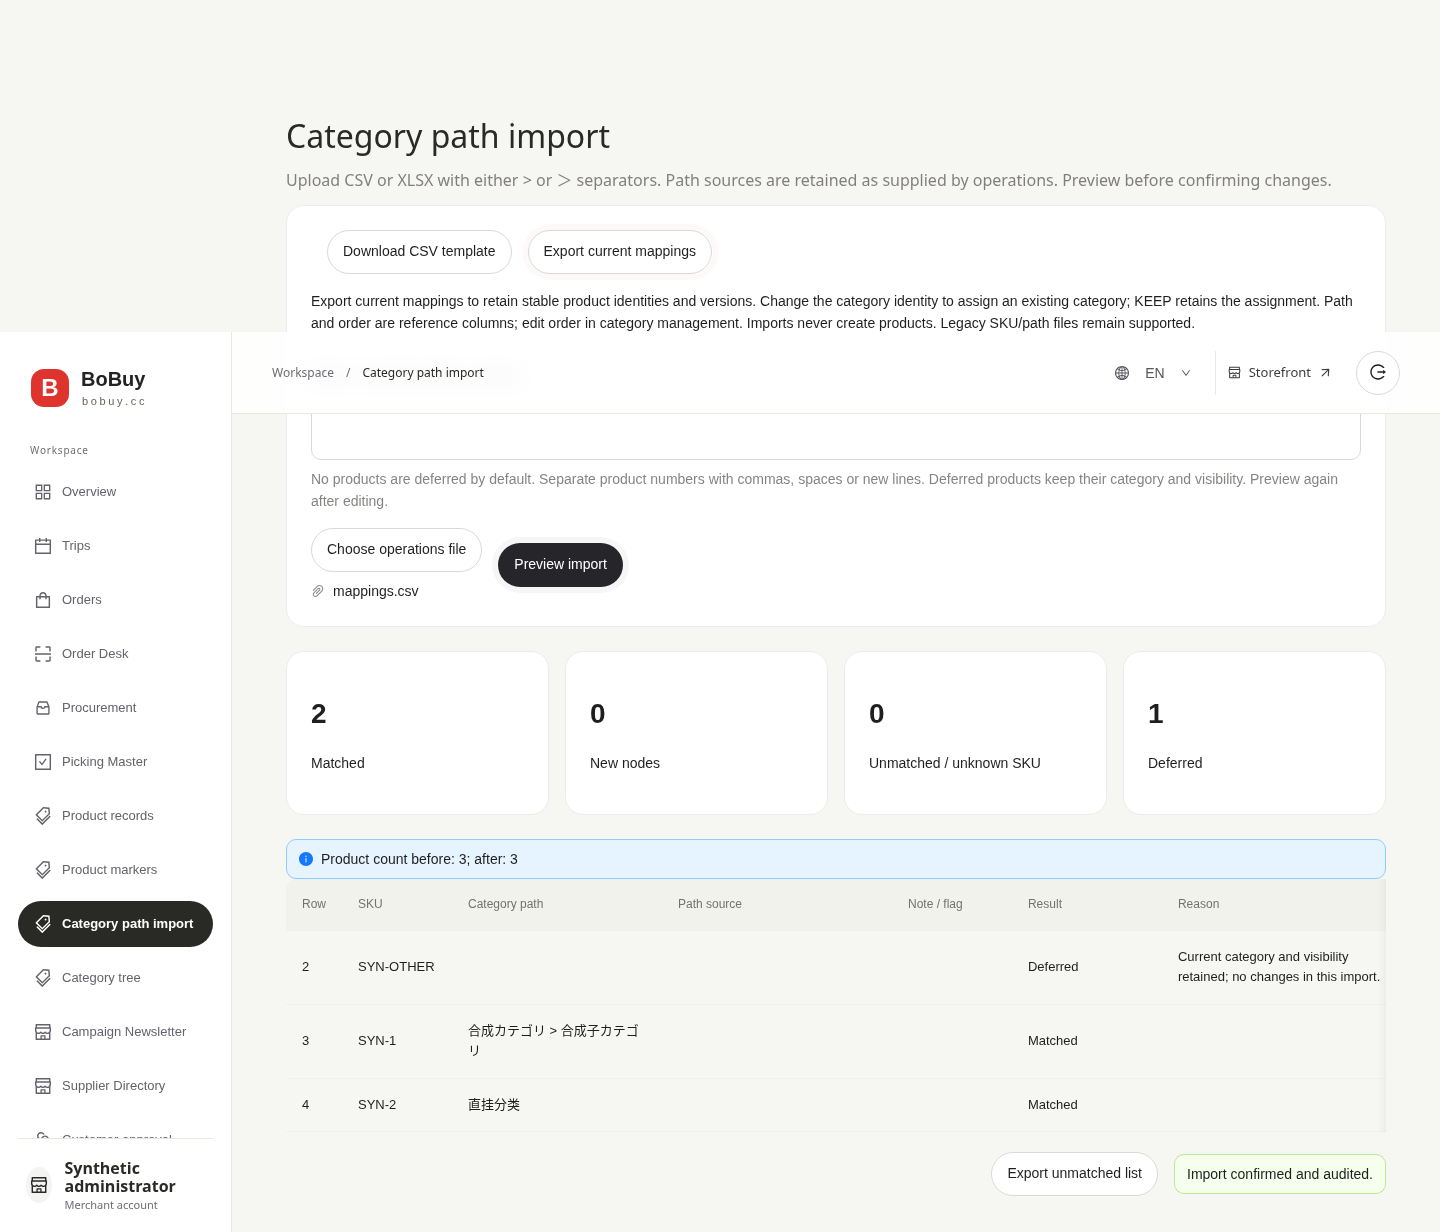 Category path import
Upload CSV or XLSX with either > or ＞ separators. Path sources are retained as supplied by operations. Preview before confirming changes.
Download CSV template
Export current mappings
Export current mappings to retain stable product identities and versions. Change the category identity to assign an existing category; KEEP retains the assignment. Path
and order are reference columns; edit order in category management. Imports never create products. Legacy SKU/path files remain supported.
B
BoBuy
bobuy.cc
Workspace / Category path import
EN
Storefront
Workspace
Overview
Trips
Orders
Order Desk
Procurement
Picking Master
Product records
Product markers
Category path import
Category tree
Campaign Newsletter
Supplier Directory
Customer approval
Synthetic
administrator
Merchant account
No products are deferred by default. Separate product numbers with commas, spaces or new lines. Deferred products keep their category and visibility. Preview again
after editing.
Choose operations file
Preview import
mappings.csv
2
Matched
0
New nodes
0
Unmatched / unknown SKU
1
Deferred
Product count before: 3; after: 3
Row SKU Category path Path source Note / flag Result Reason
2 SYN-OTHER Deferred Current category and visibility
retained; no changes in this import.
3 SYN-1 合成カテゴリ > 合成子カテゴ
リ Matched
4 SYN-2 直挂分类 Matched
Export unmatched list
Import confirmed and audited.